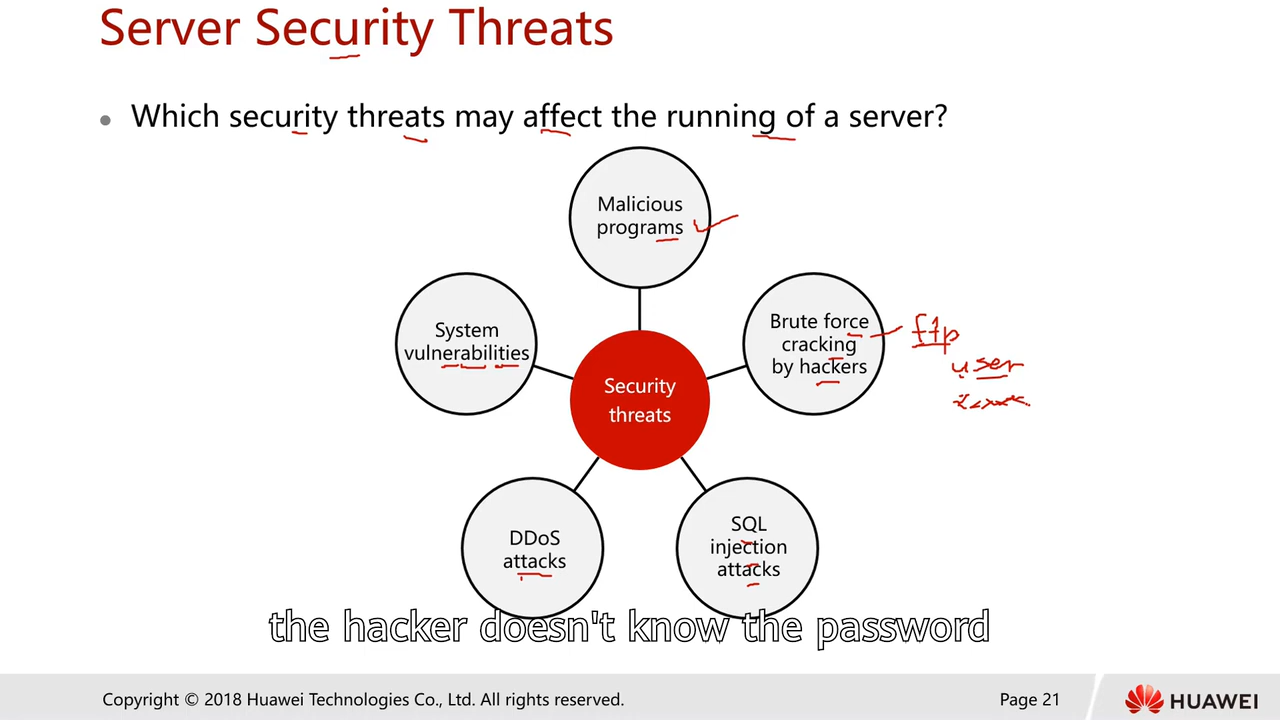 Server Security Threats
• Which security threats may affect the running of a server?
Malicious
programs
System
vulnerabilities
Brute force
cracking
by hackers
ftp
user
Security
threats
DDoS
attacks
SQL
injection
attacks
the hacker doesn't know the password
Copyright © 2018 Huawei Technologies Co., Ltd. All rights reserved.
Page 21
HUAWEI